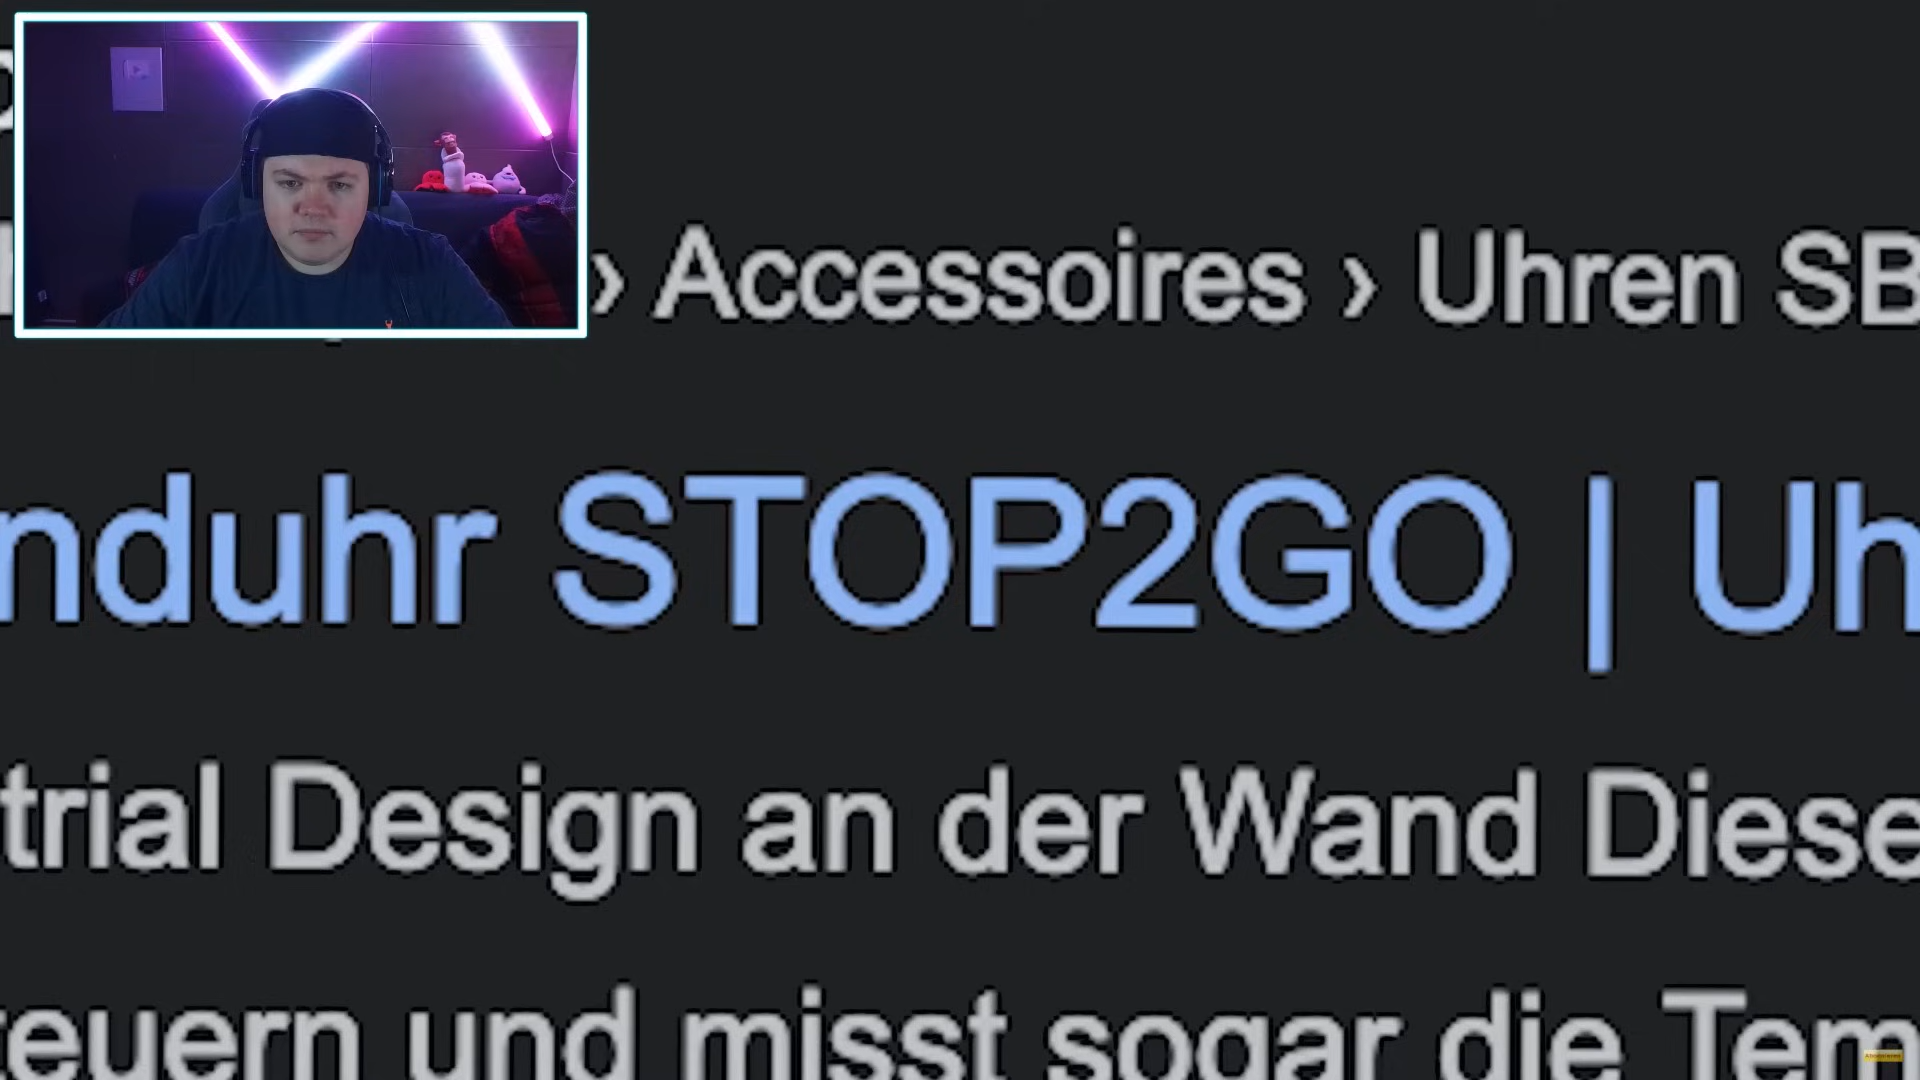 › Accessoires › Uhren SB
nduhr STOP2GO | Uh
trial Design an der Wand Diese
euern und misst sogar die Tem